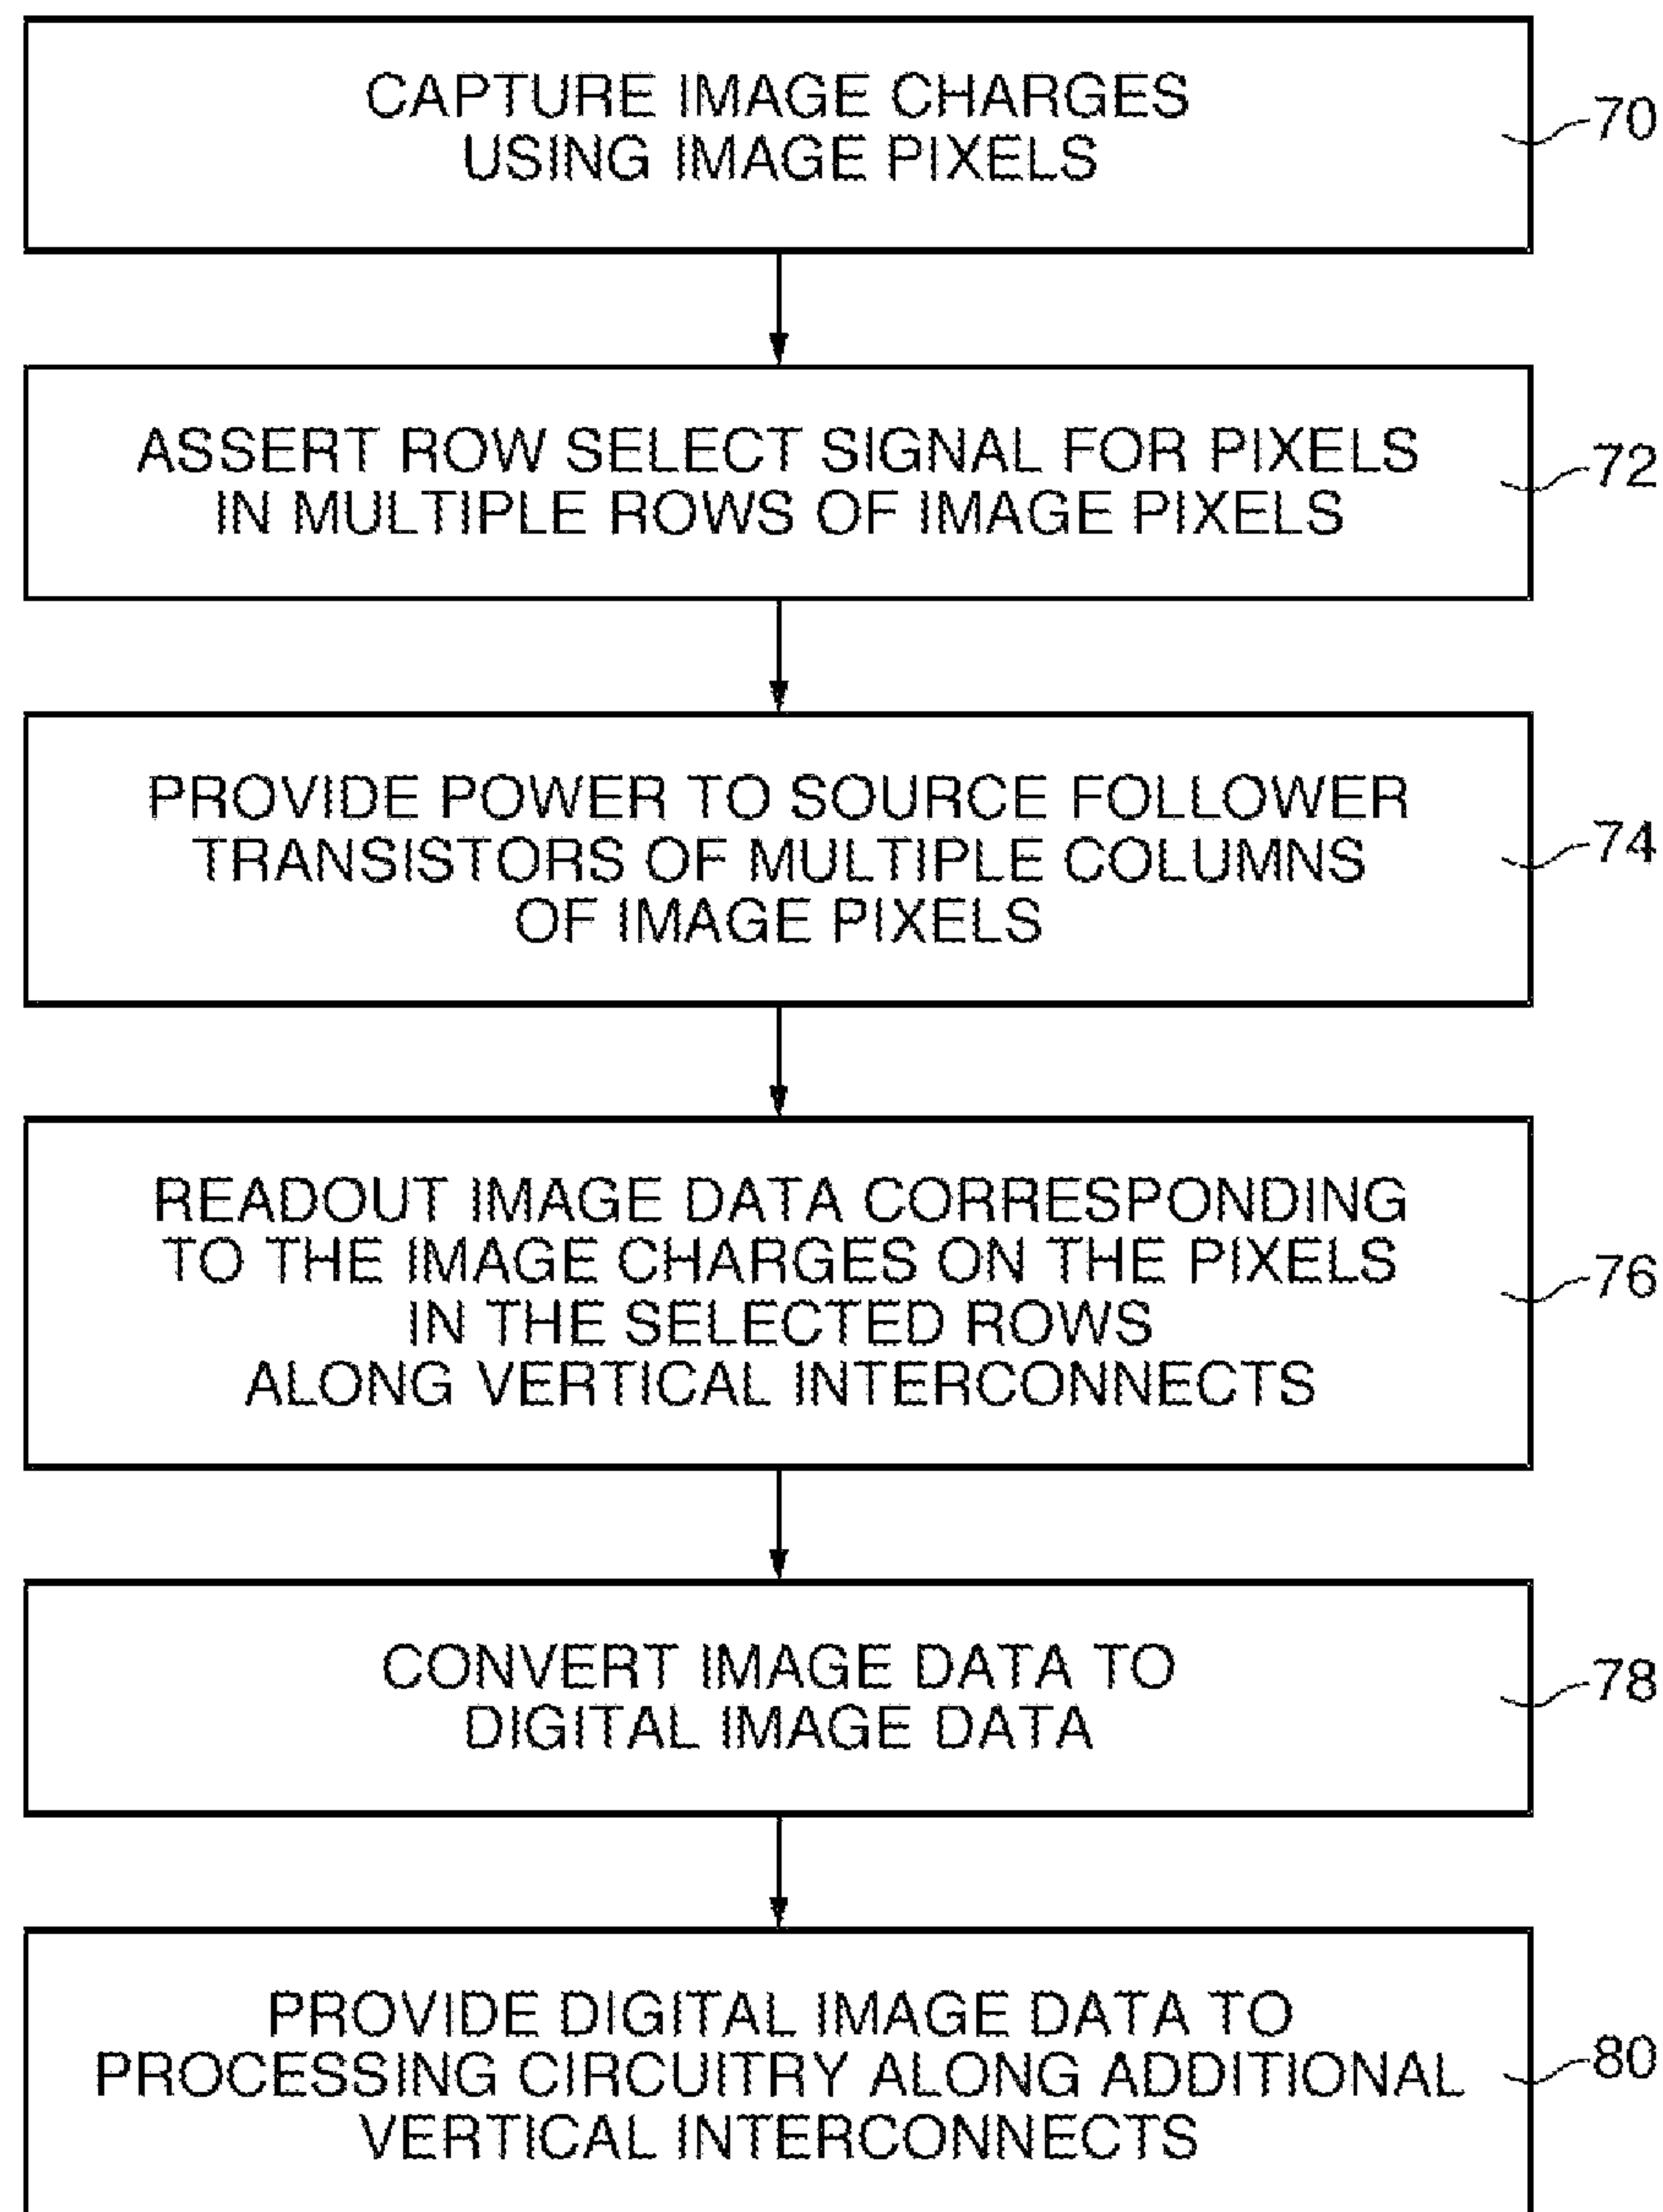 CAPTURE IMAGE CHARGES
USING IMAGE PIXELS
70
ASSERT ROW SELECT SIGNAL FOR PIXELS
IN MULTIPLE ROWS OF IMAGE PIXELS
72
PROVIDE POWER TO SOURCE FOLLOWER
TRANSISTORS OF MULTIPLE COLUMNS
OF IMAGE PIXELS
74
READOUT IMAGE DATA CORRESPONDING
TO THE IMAGE CHARGES ON THE PIXELS
IN THE SELECTED ROWS
ALONG VERTICAL INTERCONNECTS
76
CONVERT IMAGE DATA TO
DIGITAL IMAGE DATA
78
PROVIDE DIGITAL IMAGE DATA TO
PROCESSING CIRCUITRY ALONG ADDITIONAL
VERTICAL INTERCONNECTS
80